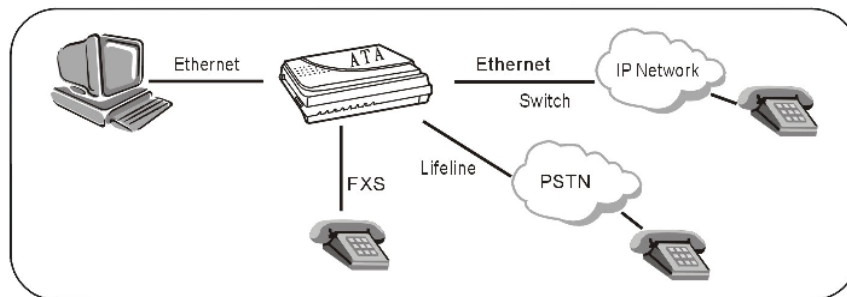 Ethernet
ATA
Ethernet
Switch
IP Network
FXS
Lifeline
PSTN